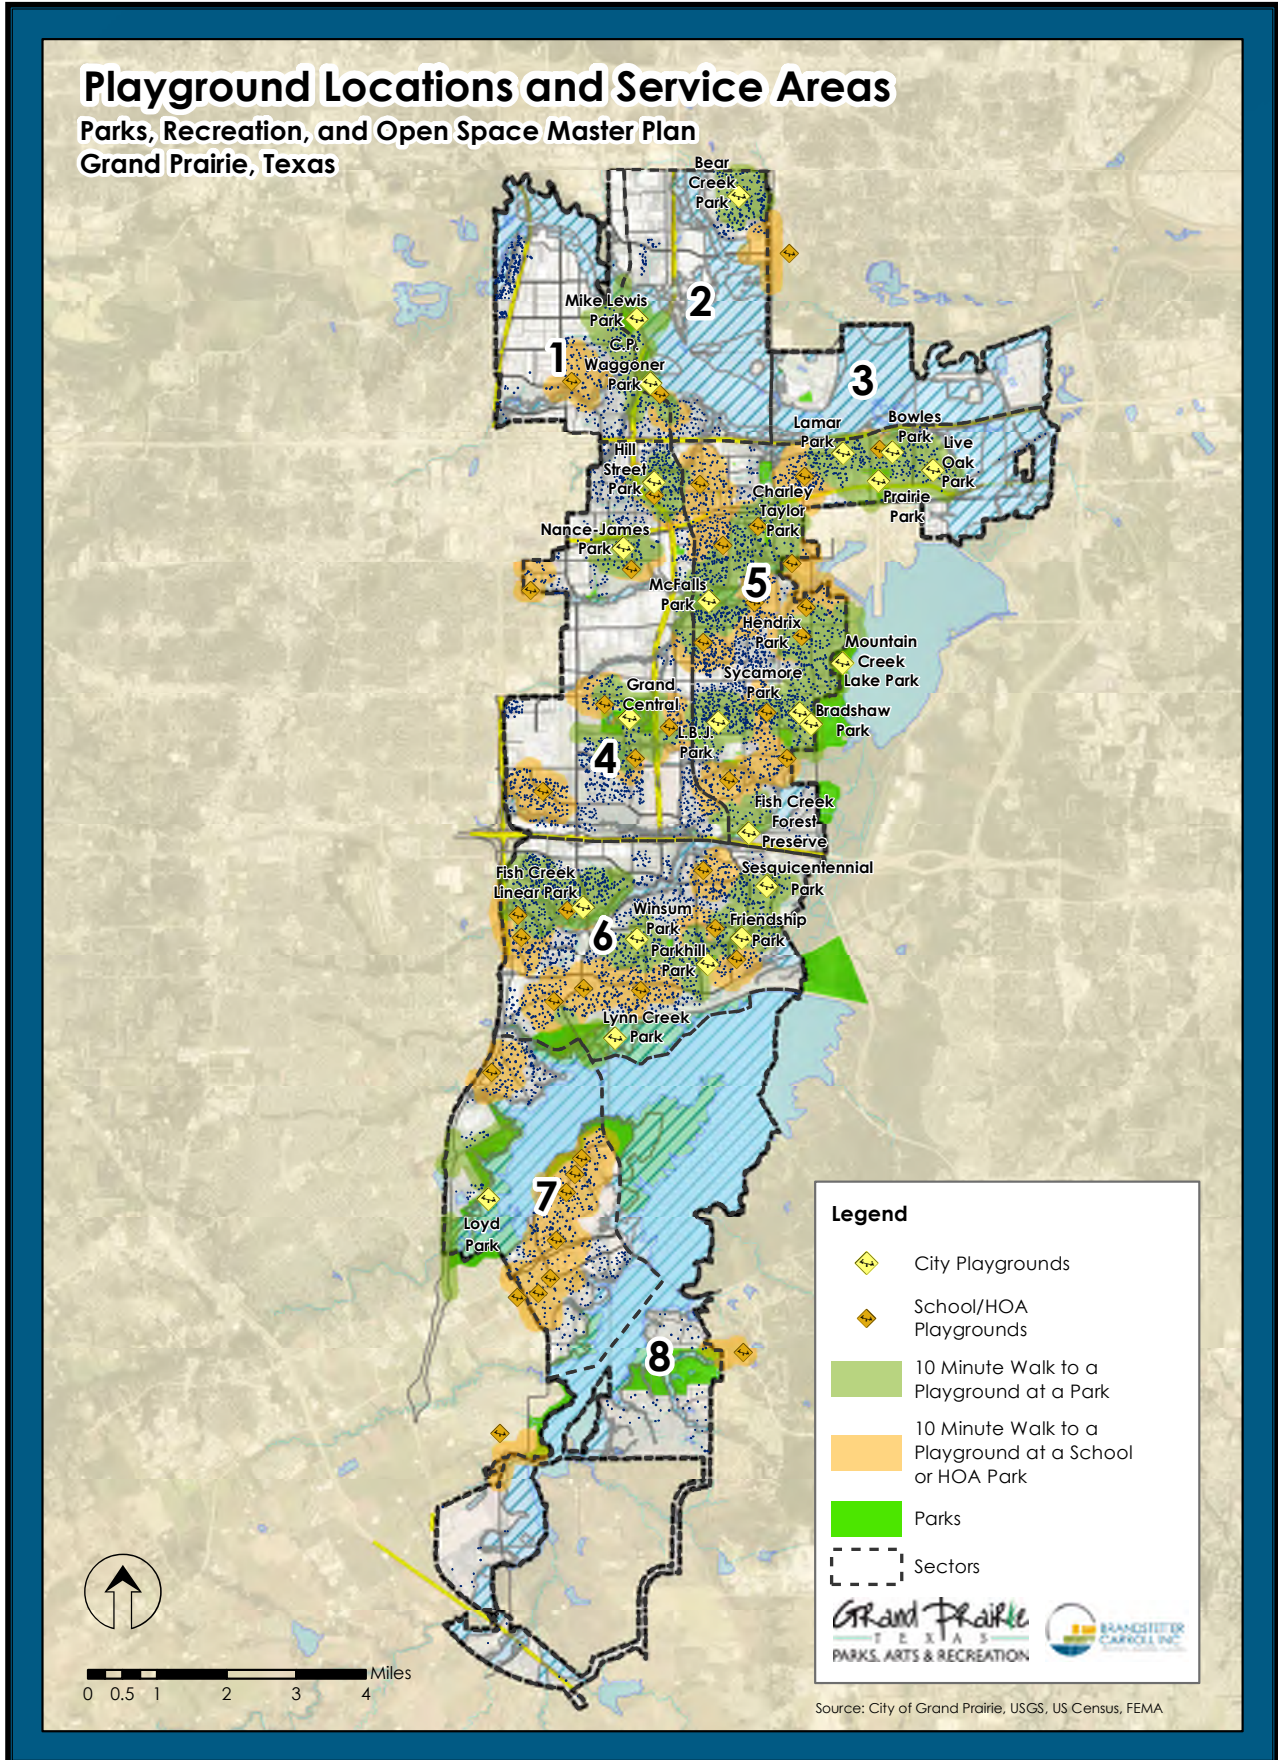 Playground Locations and Service Areas
Parks, Recreation, and Open Space Master Plan
Grand Prairie, Texas
Bear
Creek
Park
2
Mike Lewis
Park
1
C.P.
Waggoner
Park
3
Lamar
Park
Bowles
Park
Live
Oak
Park
Hill
Street
Park
Charley
Taylor
Park
Prairie
Park
Nance-James
Park
5
McFalls
Park
Hendrix
Park
Mountain
Creek
Lake Park
Sycamore
Park
Grand
Central
Bradshaw
Park
L.B.J.
Park
4
Fish Creek
Forest
Preserve
Fish Creek
Linear Park
Sesquicentennial
Park
Winsum
Park
Friendship
Park
6
Parkhill
Park
Lynn Creek
Park
7
Loyd
Park
8
Legend
City Playgrounds
School/HOA
Playgrounds
10 Minute Walk to a
Playground at a Park
10 Minute Walk to a
Playground at a School
or HOA Park
Parks
Sectors
Grand Prairie
TEXAS
PARKS, ARTS & RECREATION
BRANDSTETTER
CARROLL INC
Miles
0 0.5 1 2 3 4
Source: City of Grand Prairie, USGS, US Census, FEMA